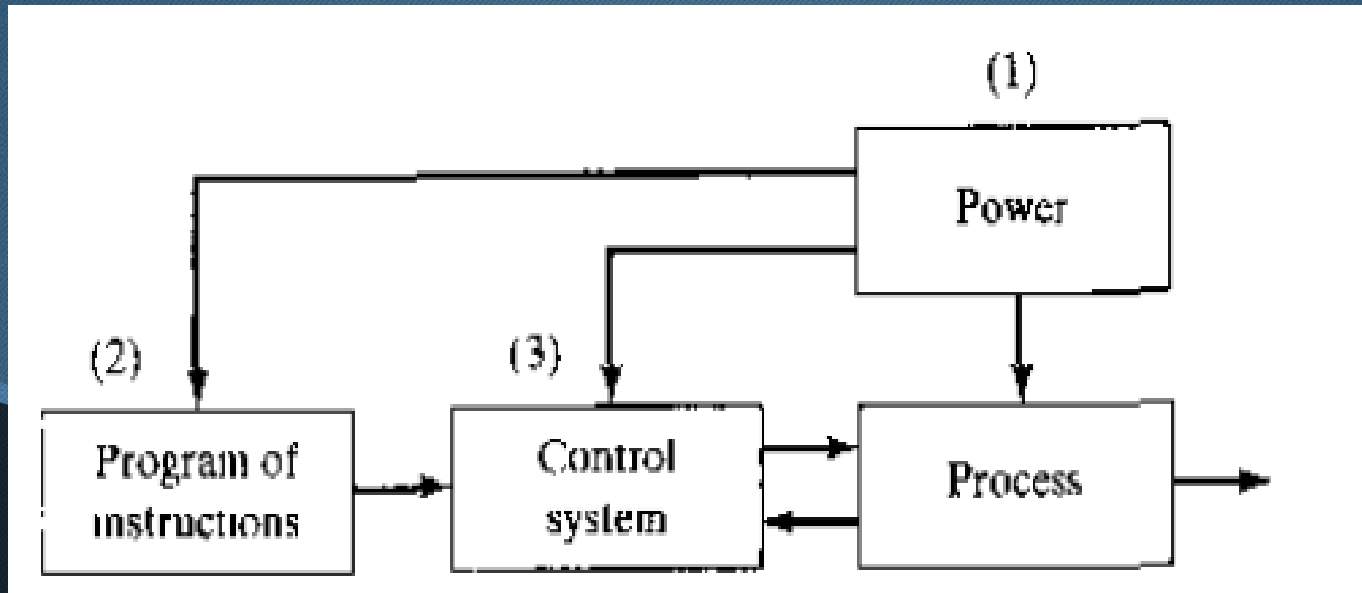 (1)
Power
(2)
(3)
Program of
instructions
Control
system
Process